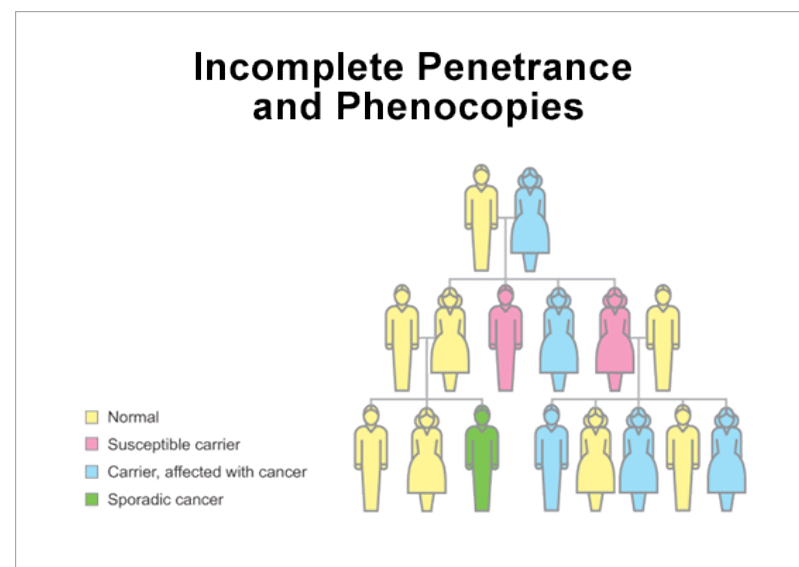 Incomplete Penetrance
and Phenocopies
Normal
Susceptible carrier
Carrier, affected with cancer
Sporadic cancer